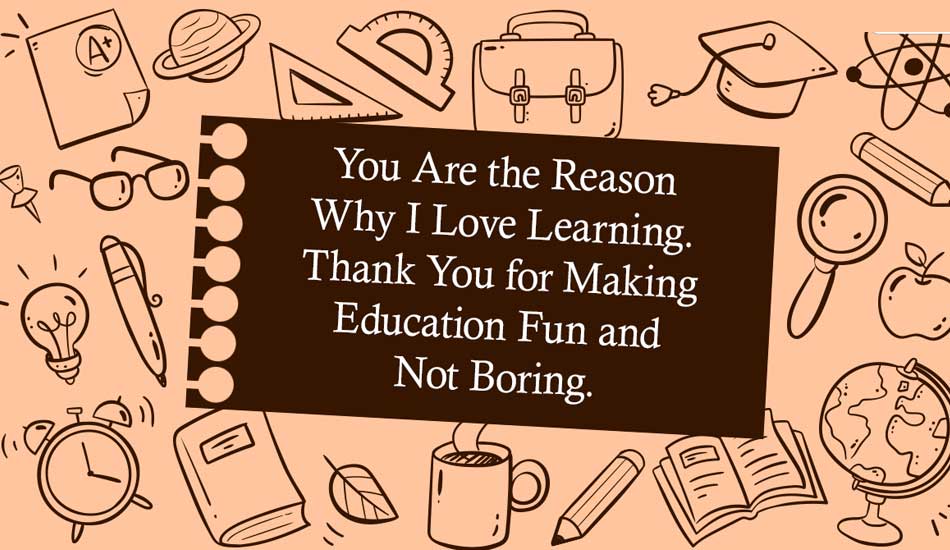 A+
You Are the Reason
Why I Love Learning.
Thank You for Making
Education Fun and
Not Boring.